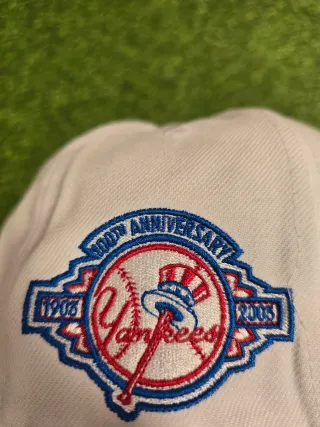 100TH ANNIVERSARY
1903
Yankees
2003